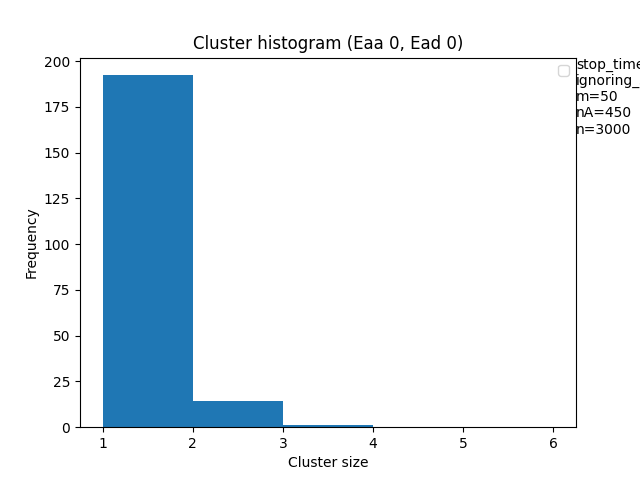 Cluster histogram (Eaa 0, Ead 0)
200
175
150
125
100
75
50
25
0
Frequency
1 2 3 4 5 6
Cluster size
stop_time
ignoring_
m=50
nA=450
n=3000